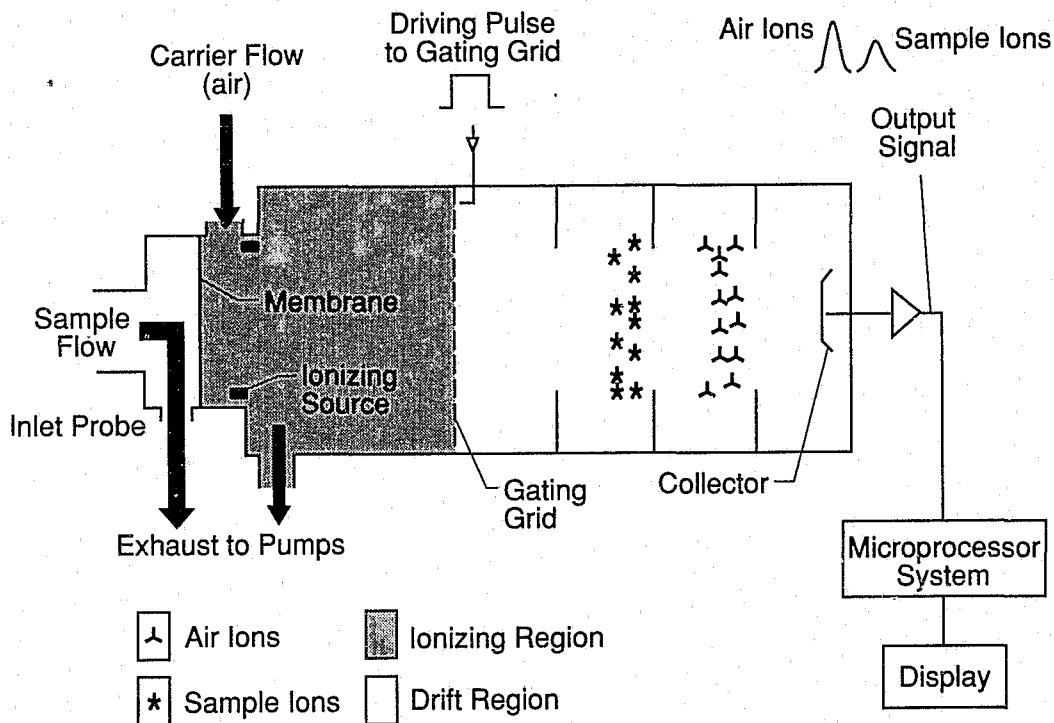 Driving Pulse
to Gating Grid
Air Ions
Sample Ions
Carrier Flow
(air)
Output
Signal
Membrane
Sample
Flow
Ionizing
Source
Inlet Probe
Gating
Grid
Collector
Exhaust to Pumps
Microprocessor
System
Air Ions
Ionizing Region
Sample Ions
Drift Region
Display